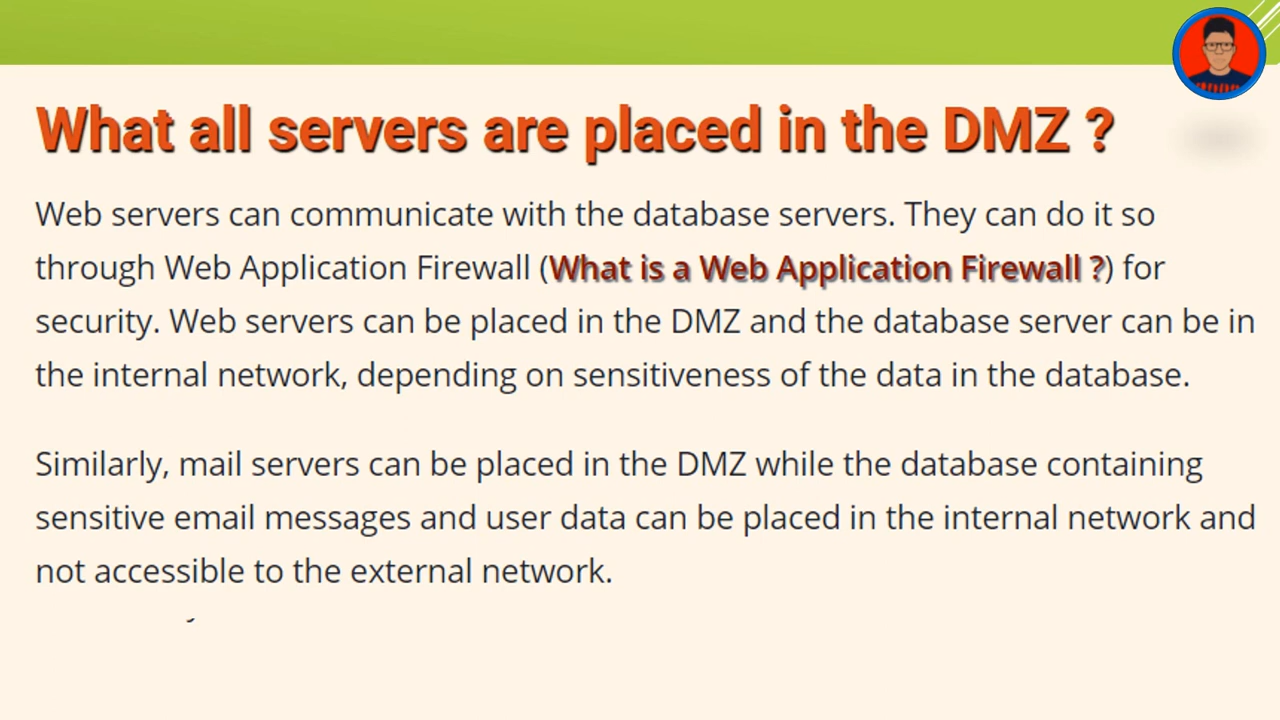 What all servers are placed in the DMZ ?
Web servers can communicate with the database servers. They can do it so
through Web Application Firewall (What is a Web Application Firewall ?) for
security. Web servers can be placed in the DMZ and the database server can be in
the internal network, depending on sensitiveness of the data in the database.
Similarly, mail servers can be placed in the DMZ while the database containing
sensitive email messages and user data can be placed in the internal network and
not accessible to the external network.